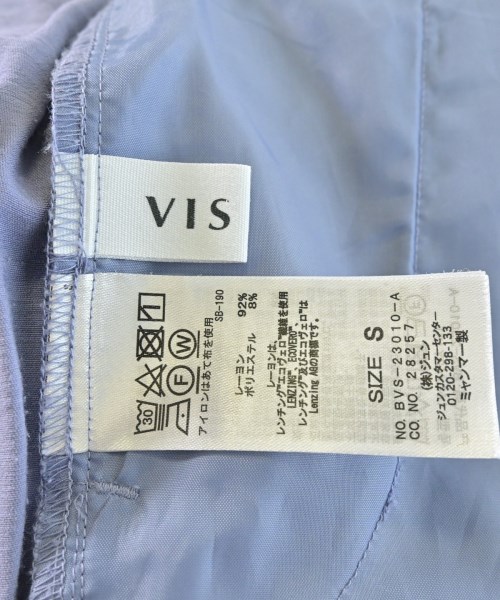 VIS
30
F
W
アイロンはあて布を使用
SB-190
レーヨン 92%
ポリエステル 8%
レーヨンは、
レンチング™エコヴェロ™繊維を使用
LENZING™, ECOVERO™、
レンチング™及びエコヴェロ™は
Lenzing AGの商標です。
SIZE S
NO. BVS-23010-A
CO.NO. 28257
(株)ジュン
ジュンカスタマーセンター
0120-298-133
ミャンマー製